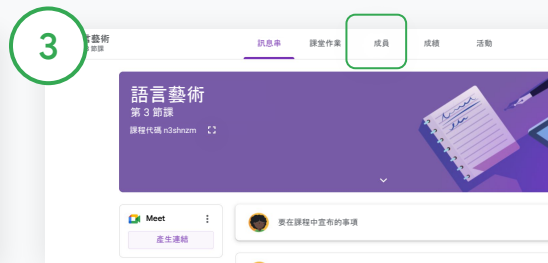 3
言藝術
節課
訊息串 課堂作業 成員 成績 活動
語言藝術
第 3 節課
課程代碼 n3shnzm
Meet
產生連結
要在課程中宣布的事項